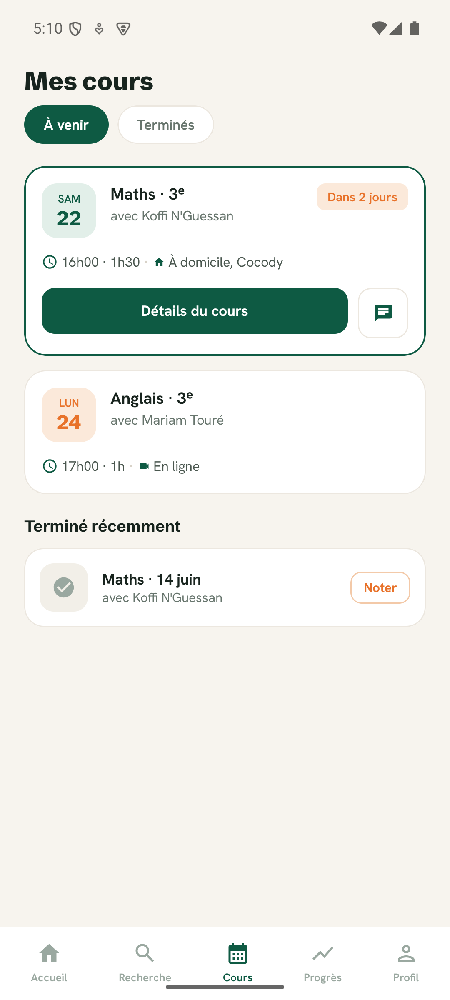 5:10
Mes cours
À venir
Terminés
SAM
22
Maths · 3ᵉ
avec Koffi N'Guessan
Dans 2 jours
16h00 · 1h30 · À domicile, Cocody
Détails du cours
LUN
24
Anglais · 3ᵉ
avec Mariam Touré
17h00 · 1h · En ligne
Terminé récemment
Maths · 14 juin
avec Koffi N'Guessan
Noter
Accueil
Recherche
Cours
Progrès
Profil